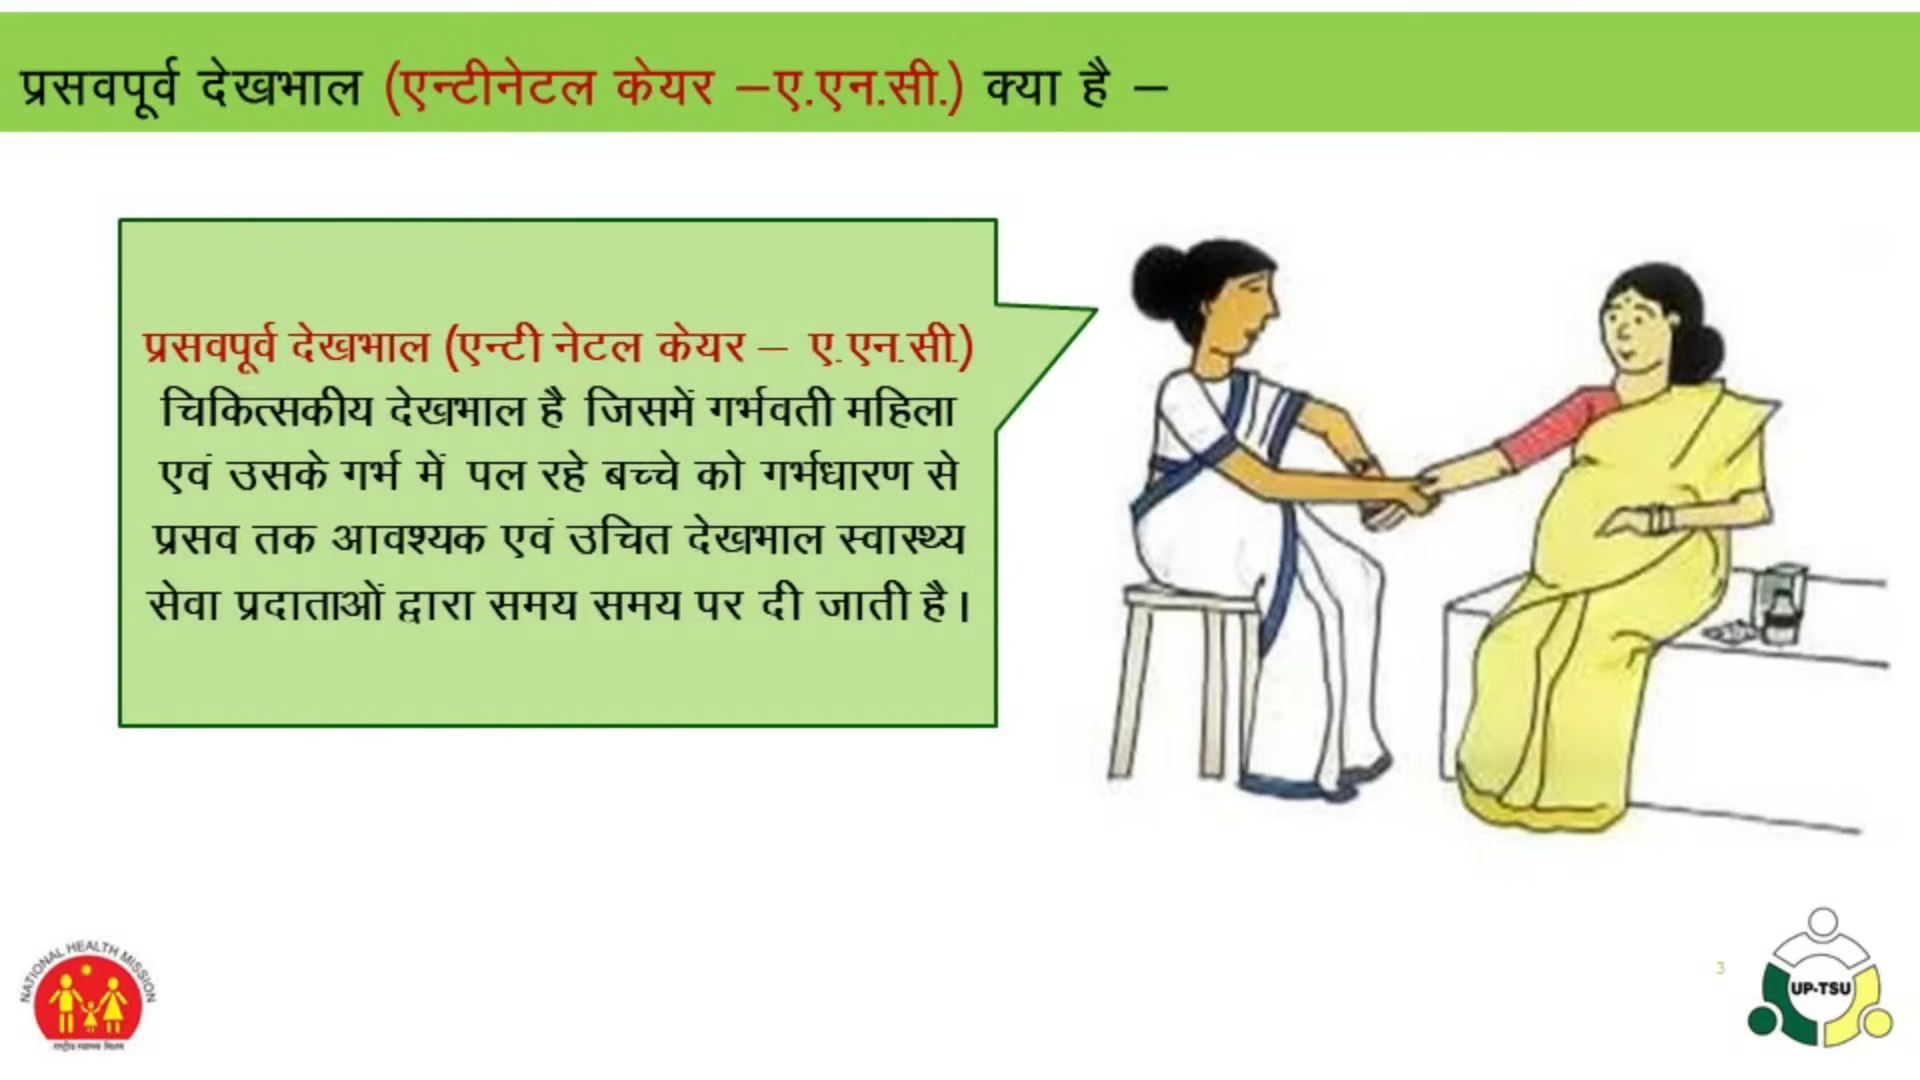 प्रसवपूर्व देखभाल (एन्टीनेटल केयर –ए.एन.सी.) क्या है –
प्रसवपूर्व देखभाल (एन्टी नेटल केयर – ए.एन.सी.)
चिकित्सकीय देखभाल है जिसमें गर्भवती महिला
एवं उसके गर्भ में पल रहे बच्चे को गर्भधारण से
प्रसव तक आवश्यक एवं उचित देखभाल स्वास्थ्य
सेवा प्रदाताओं द्वारा समय समय पर दी जाती है।
NATIONAL HEALTH MISSION
राष्ट्रीय स्वास्थ्य मिशन
3
UP-TSU